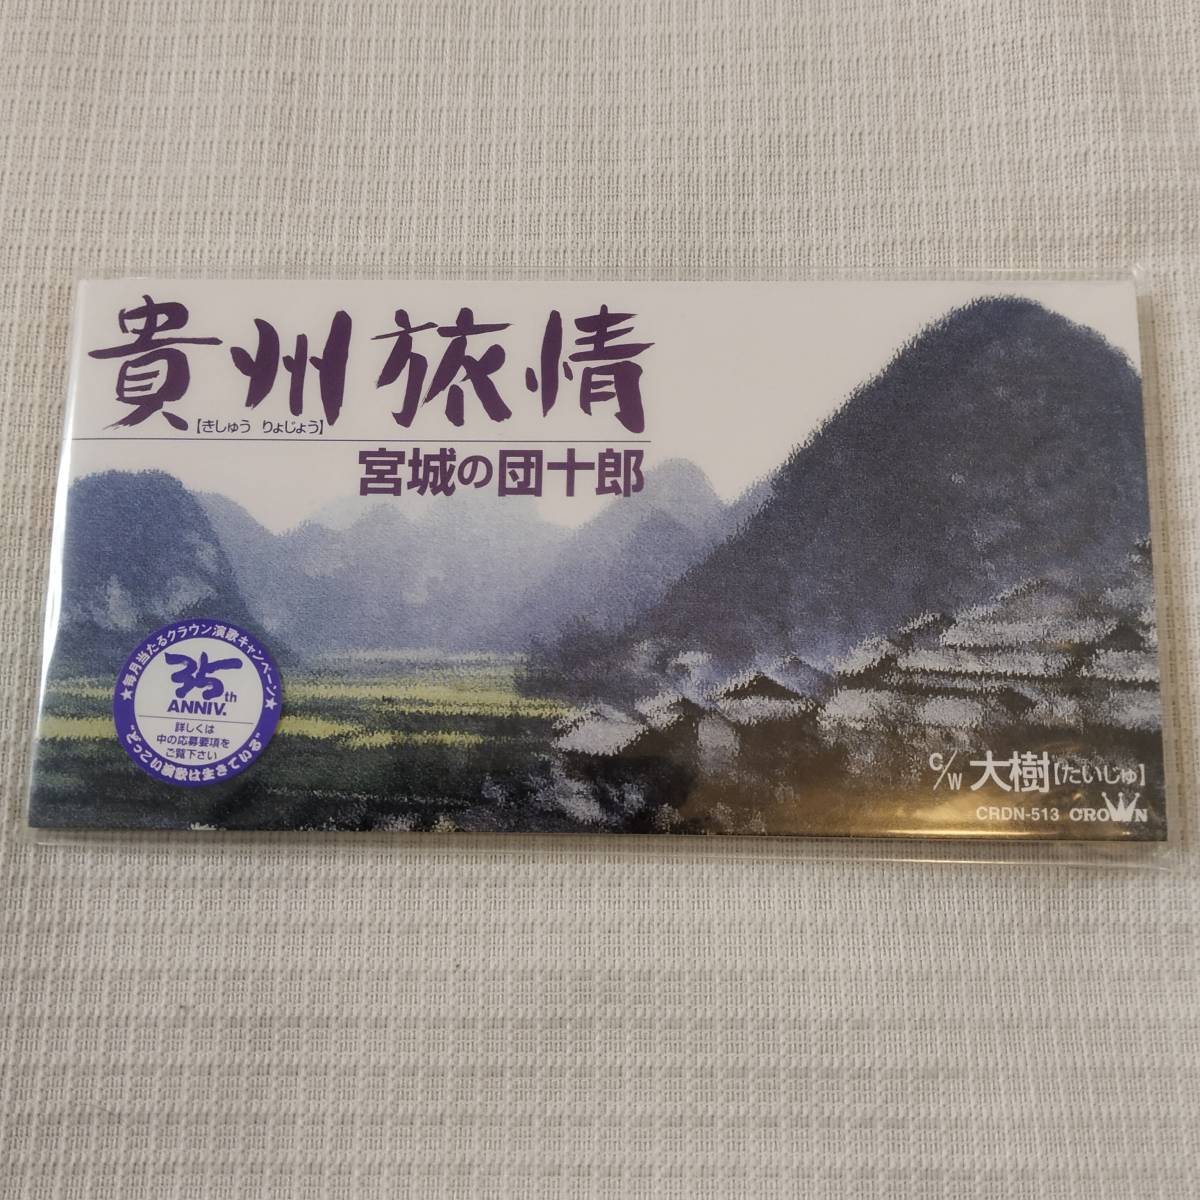 貴州旅情
【きしゅう りょじょう】
宮城の団十郎
★毎月当たるクラウン演歌キャンペーン★
35th
ANNIV.
詳しくは
中の応募要項を
ご覧下さい
"どっこい演歌は生きている"
C/W 大樹【たいじゅ】
CRDN-513 CROWN